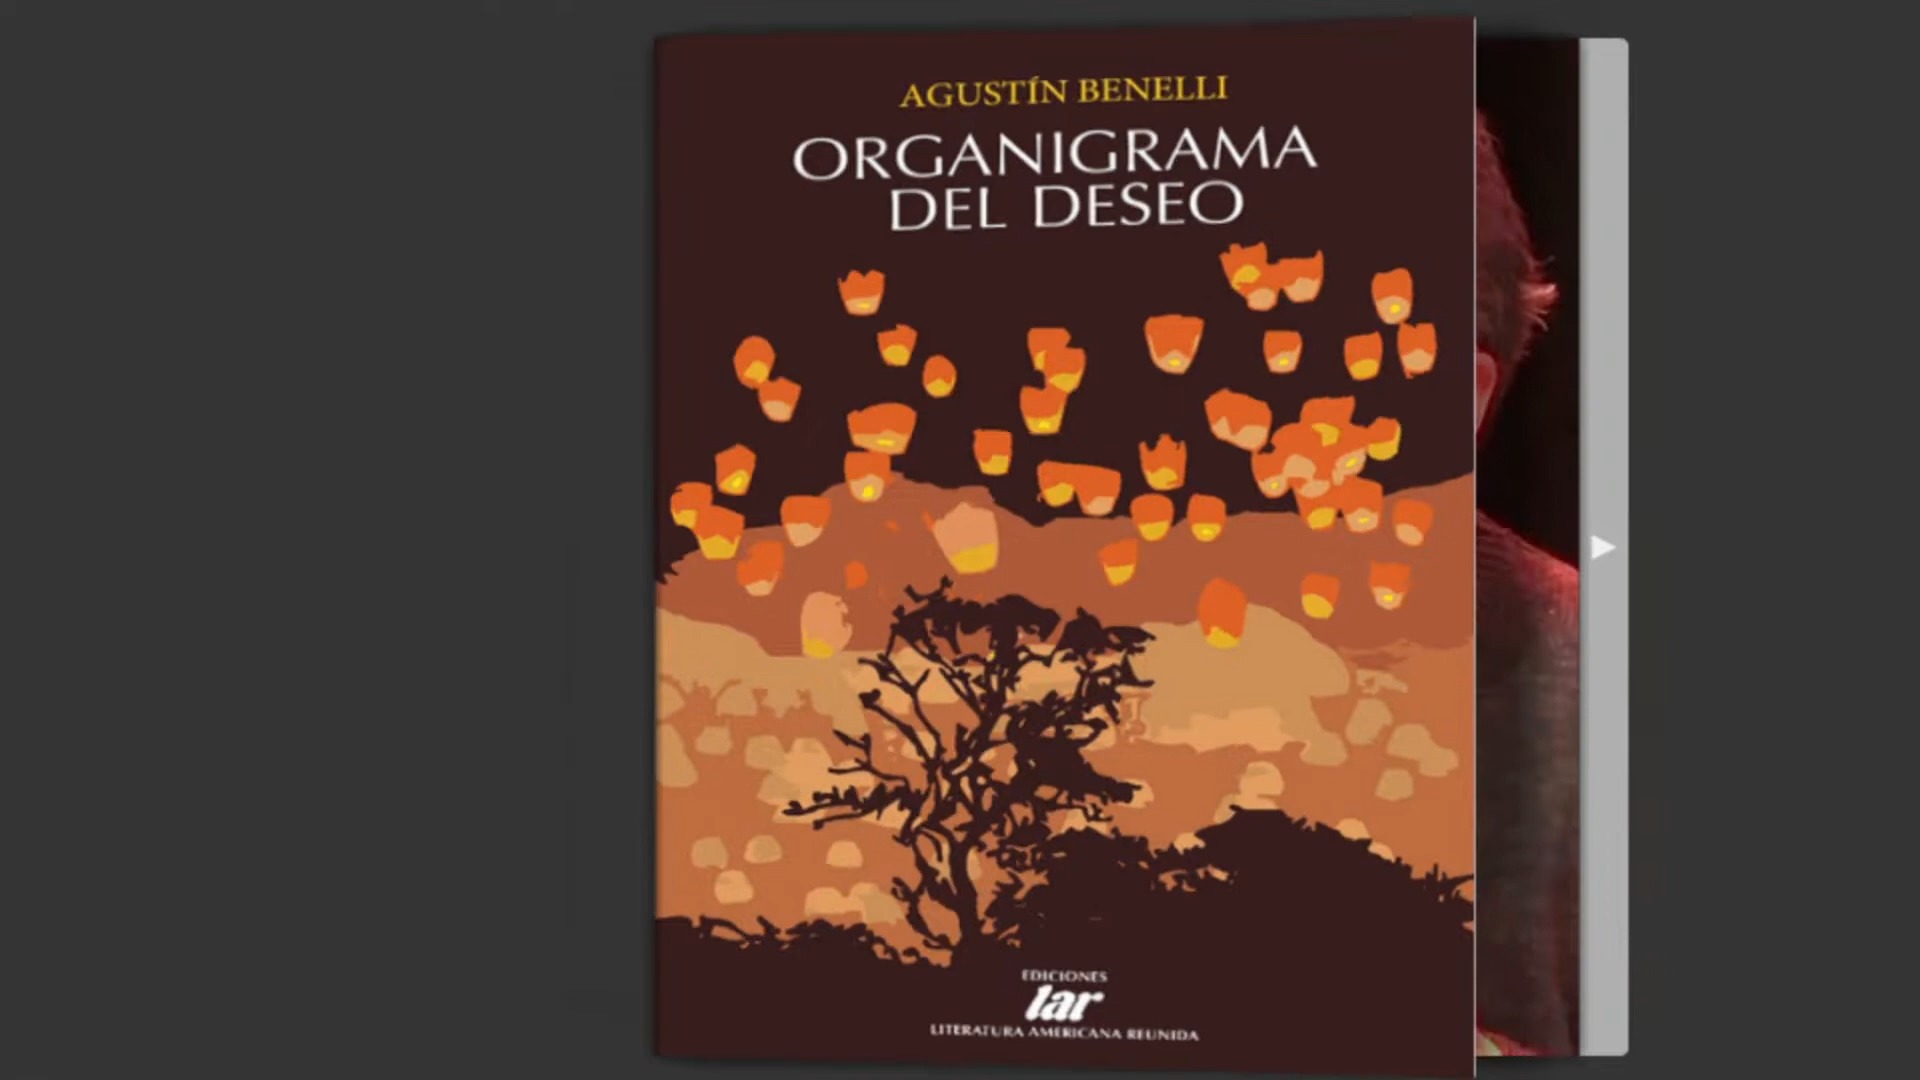 AGUSTÍN BENELLI
ORGANIGRAMA
DEL DESEO
EDICIONES
lar
LITERATURA AMERICANA REUNIDA